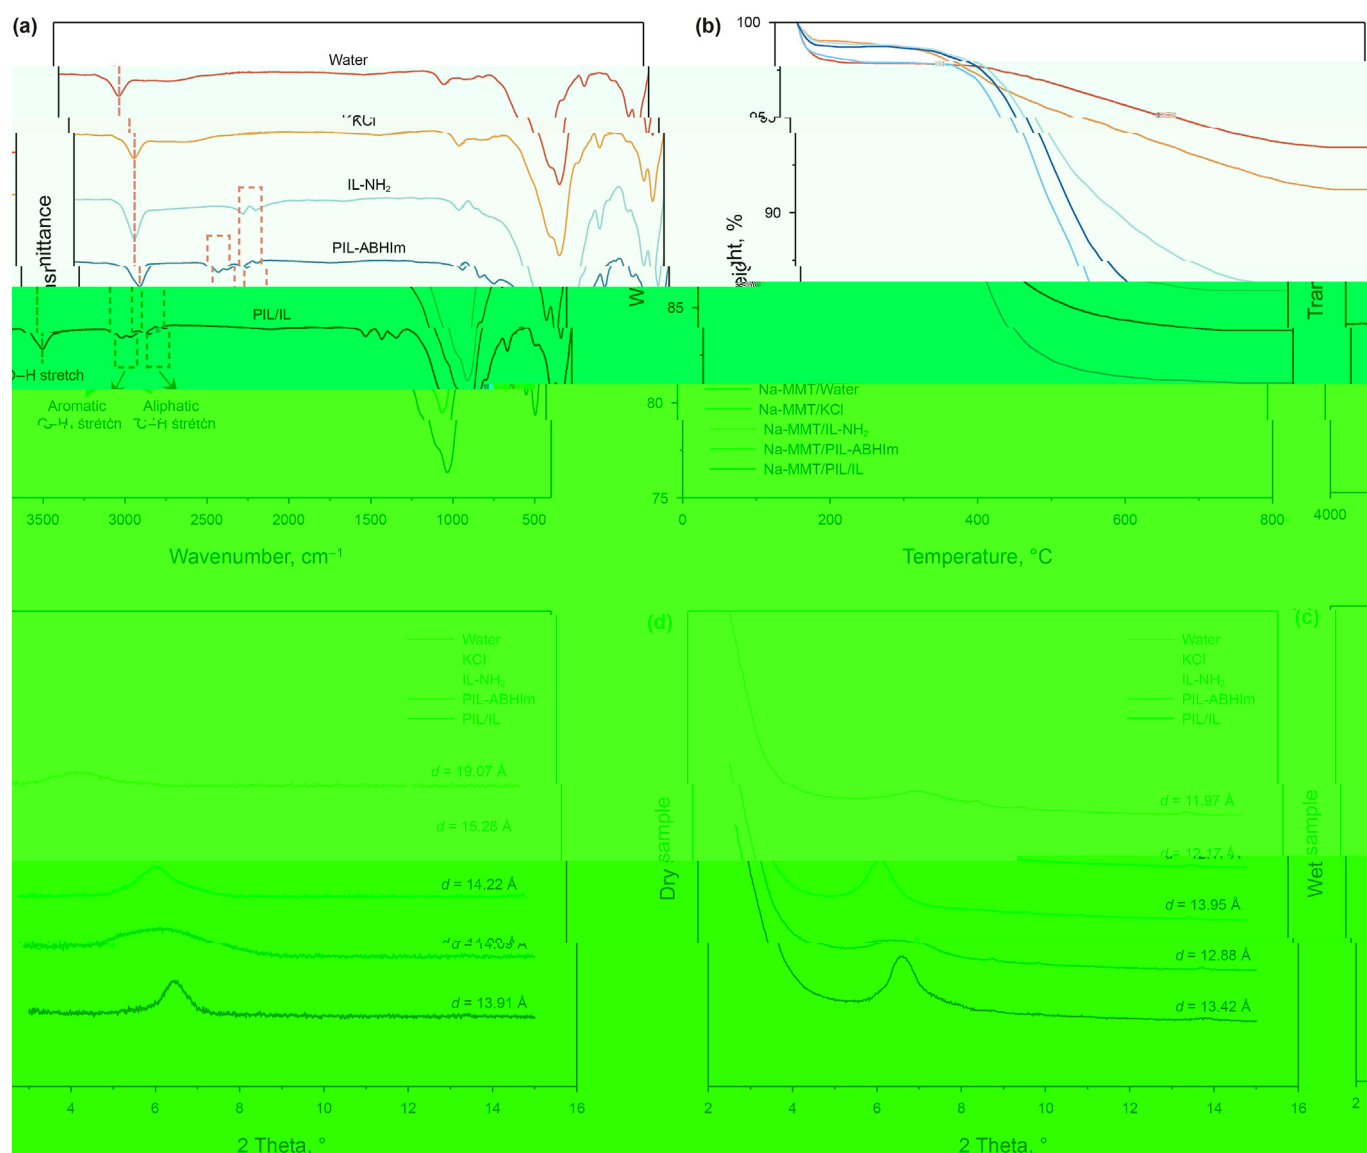 (a)
Water
IL-NH₂
PIL-ABHIm
PIL/IL
Aromatic
Aliphatic
3500 3000 2500 2000 1500 1000 500
Wavenumber, cm⁻¹
(b)
100
90
85
80
75
Na-MMT/Water
Na-MMT/KCl
Na-MMT/IL-NH₂
Na-MMT/PIL-ABHIm
Na-MMT/PIL/IL
0 200 400 600 800
4000
Temperature, °C
Water
KCl
IL-NH₂
PIL-ABHIm
PIL/IL
d = 19.07 Å
d = 15.28 Å
d = 14.22 Å
d = 13.91 Å
4 6 8 10 12 14 16
2 Theta, °
(d)
Dry sample
Water
KCl
IL-NH₂
PIL-ABHIm
PIL/IL
d = 11.97 Å
d = 12.17 Å
d = 13.95 Å
d = 12.88 Å
d = 13.42 Å
2 4 6 8 10 12 14 16
2 Theta, °
(c)
Wet sample
2